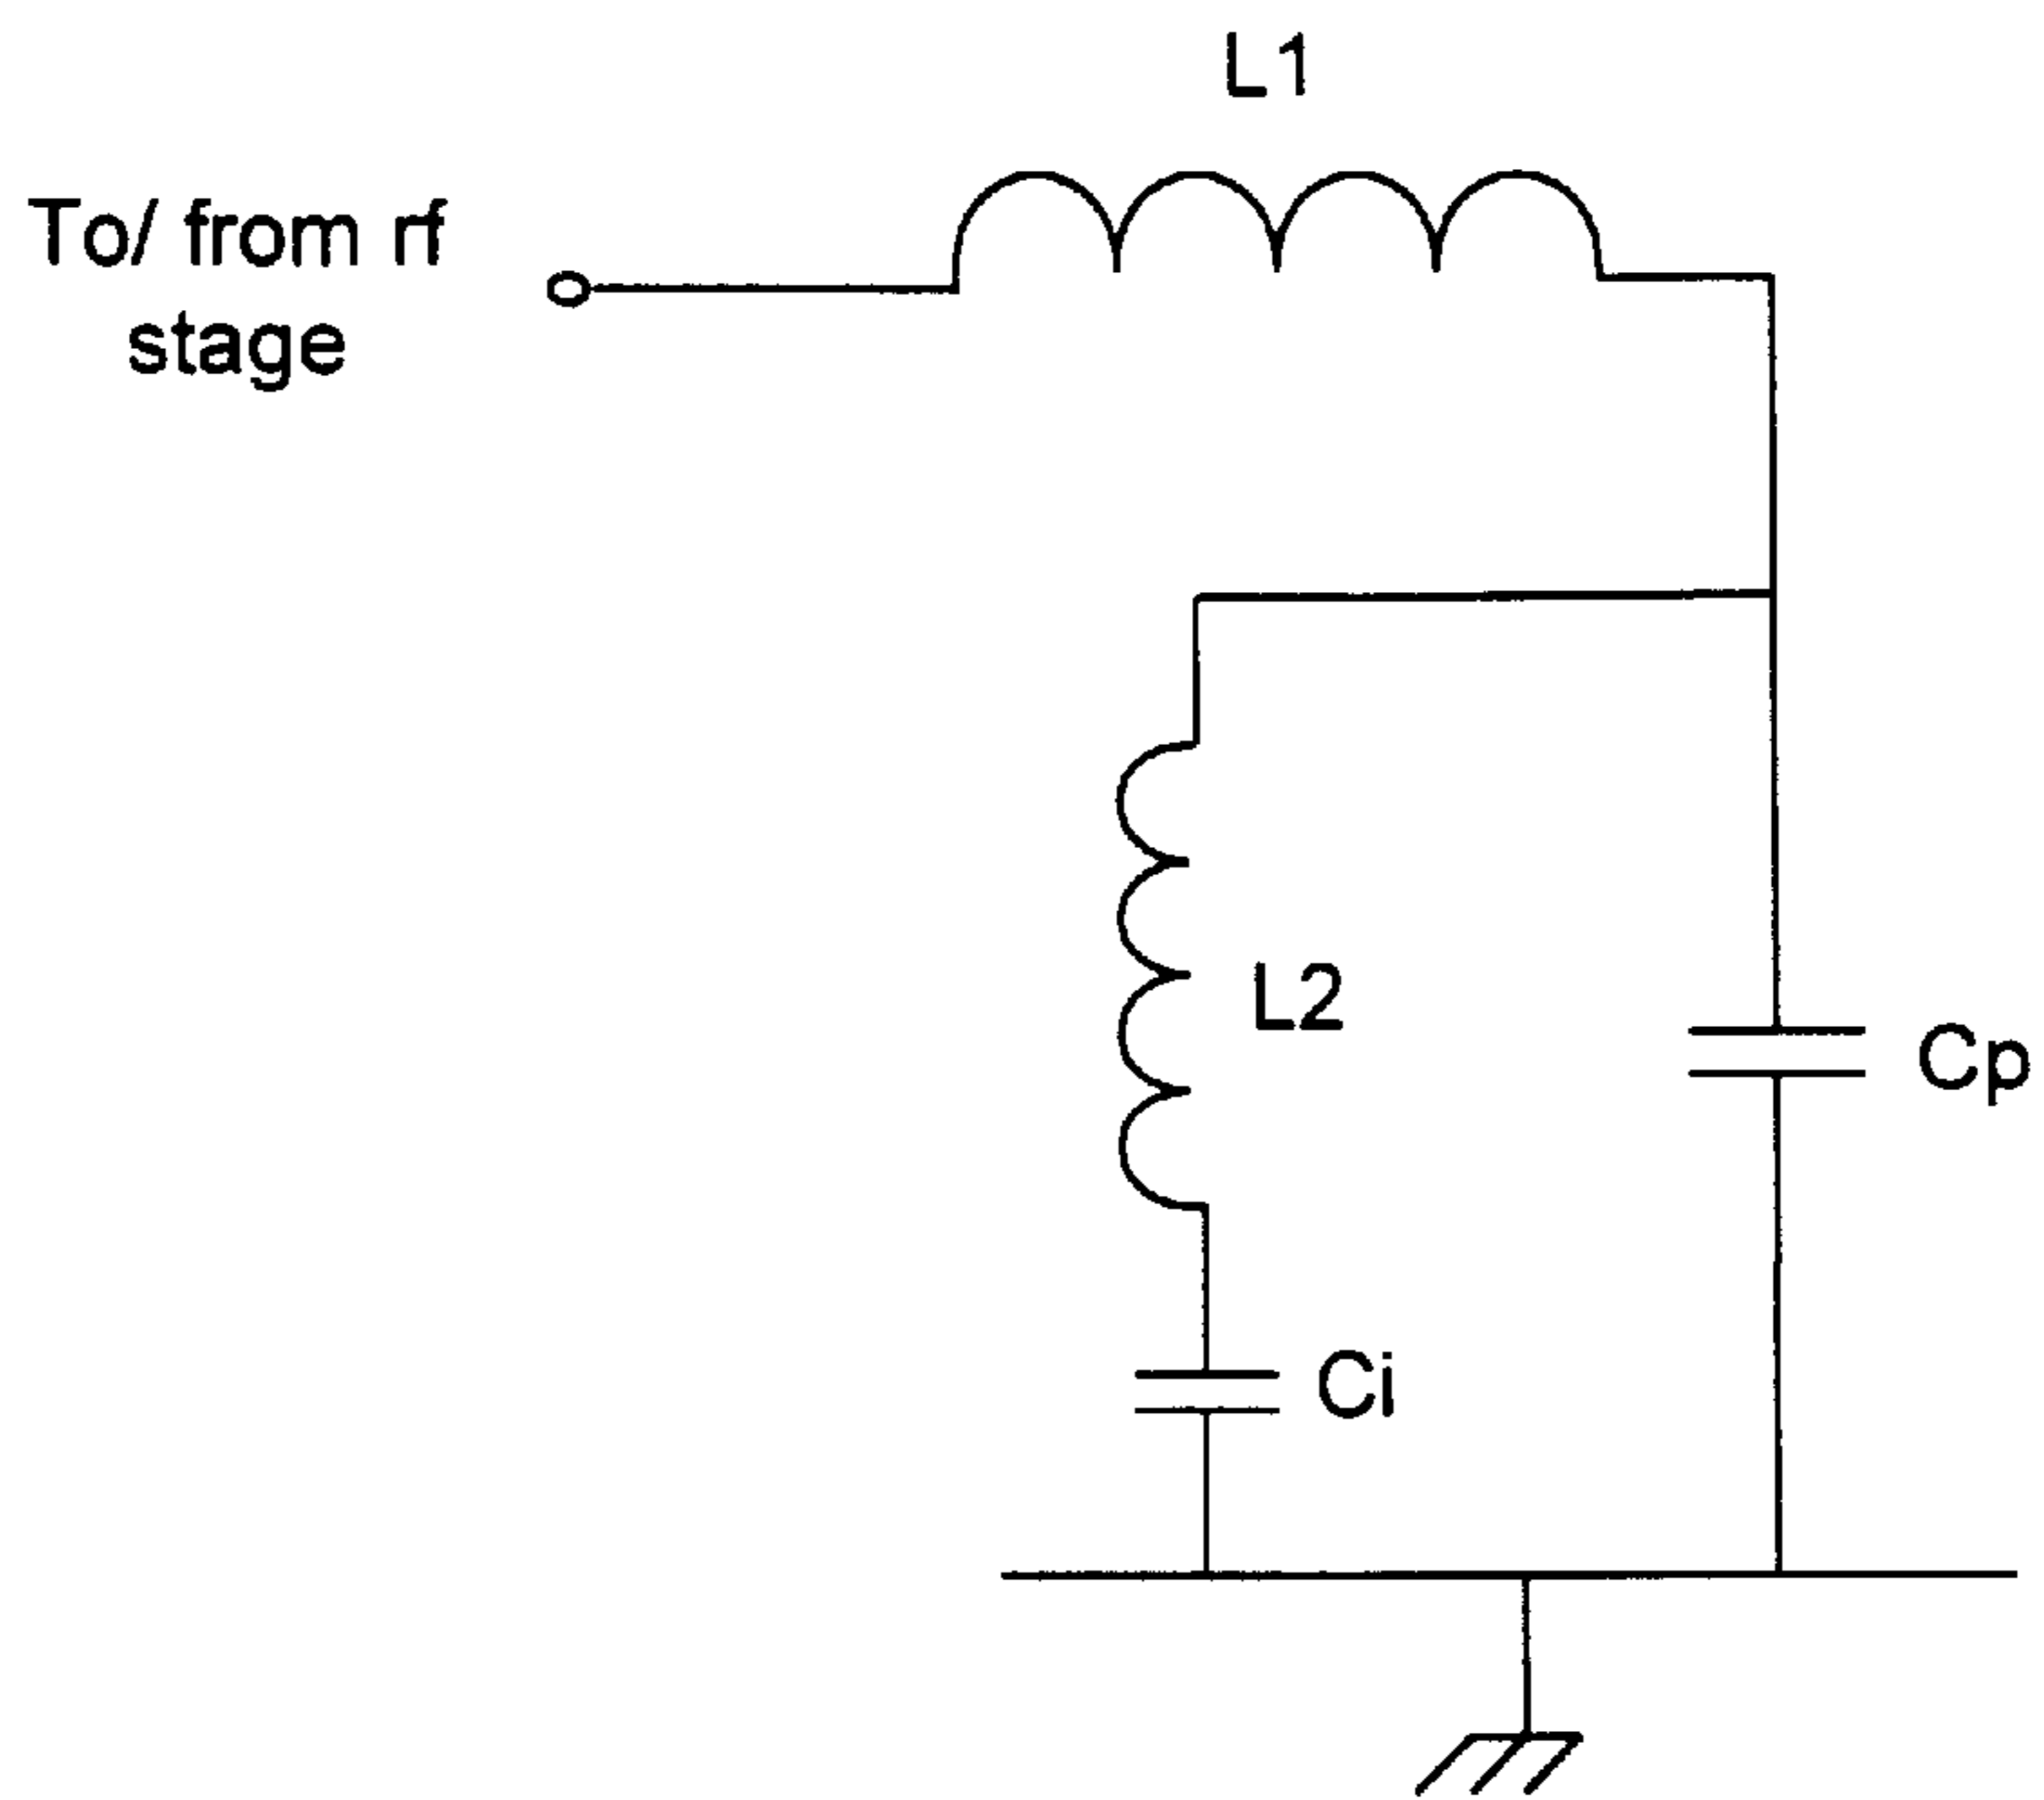 L1
To/ from rf
stage
L2
Cp
Ci